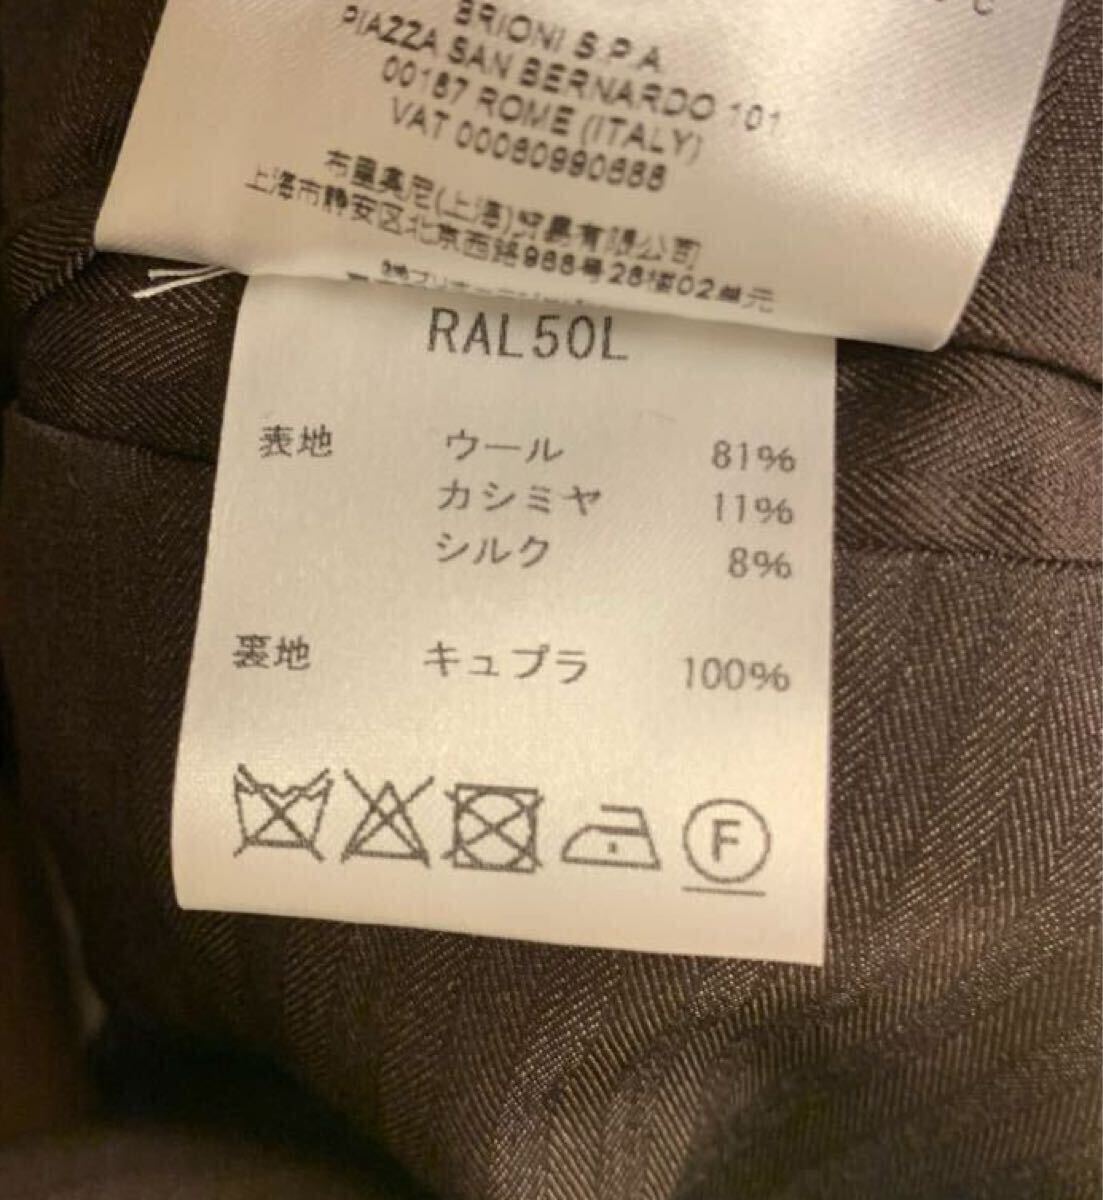 BRIONI S.P.A.
PIAZZA SAN BERNARDO 101
00187 ROME (ITALY)
VAT 00060990688
布里奥尼(上海)贸易有限公司
上海市静安区北京西路968号28楼02单元
RAL50L
表地 ウール 81%
カシミヤ 11%
シルク 8%
裏地 キュプラ 100%
F